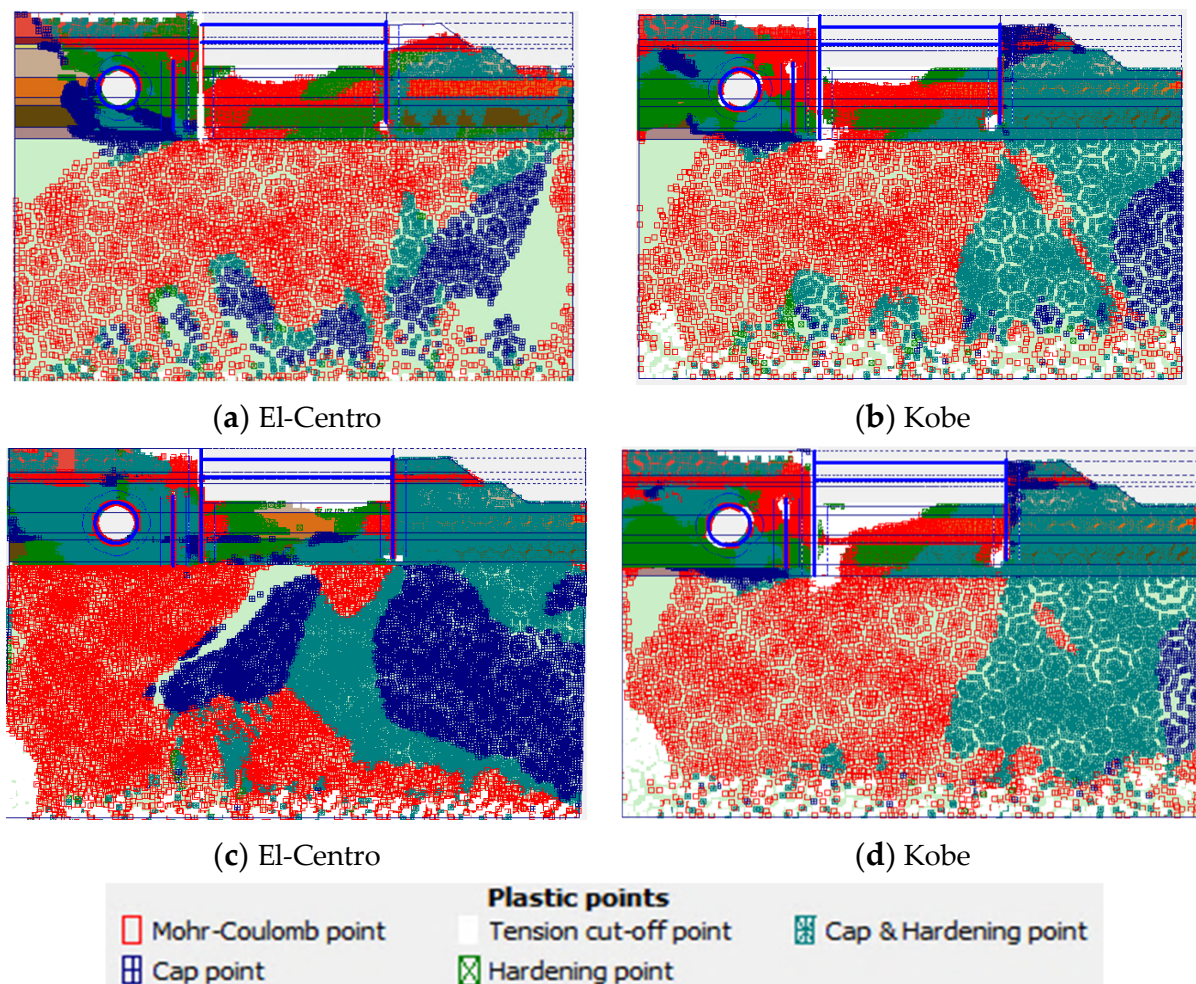 (a) El-Centro
(b) Kobe
(c) El-Centro
(d) Kobe
Plastic points
Mohr-Coulomb point
Tension cut-off point
Cap & Hardening point
Cap point
Hardening point